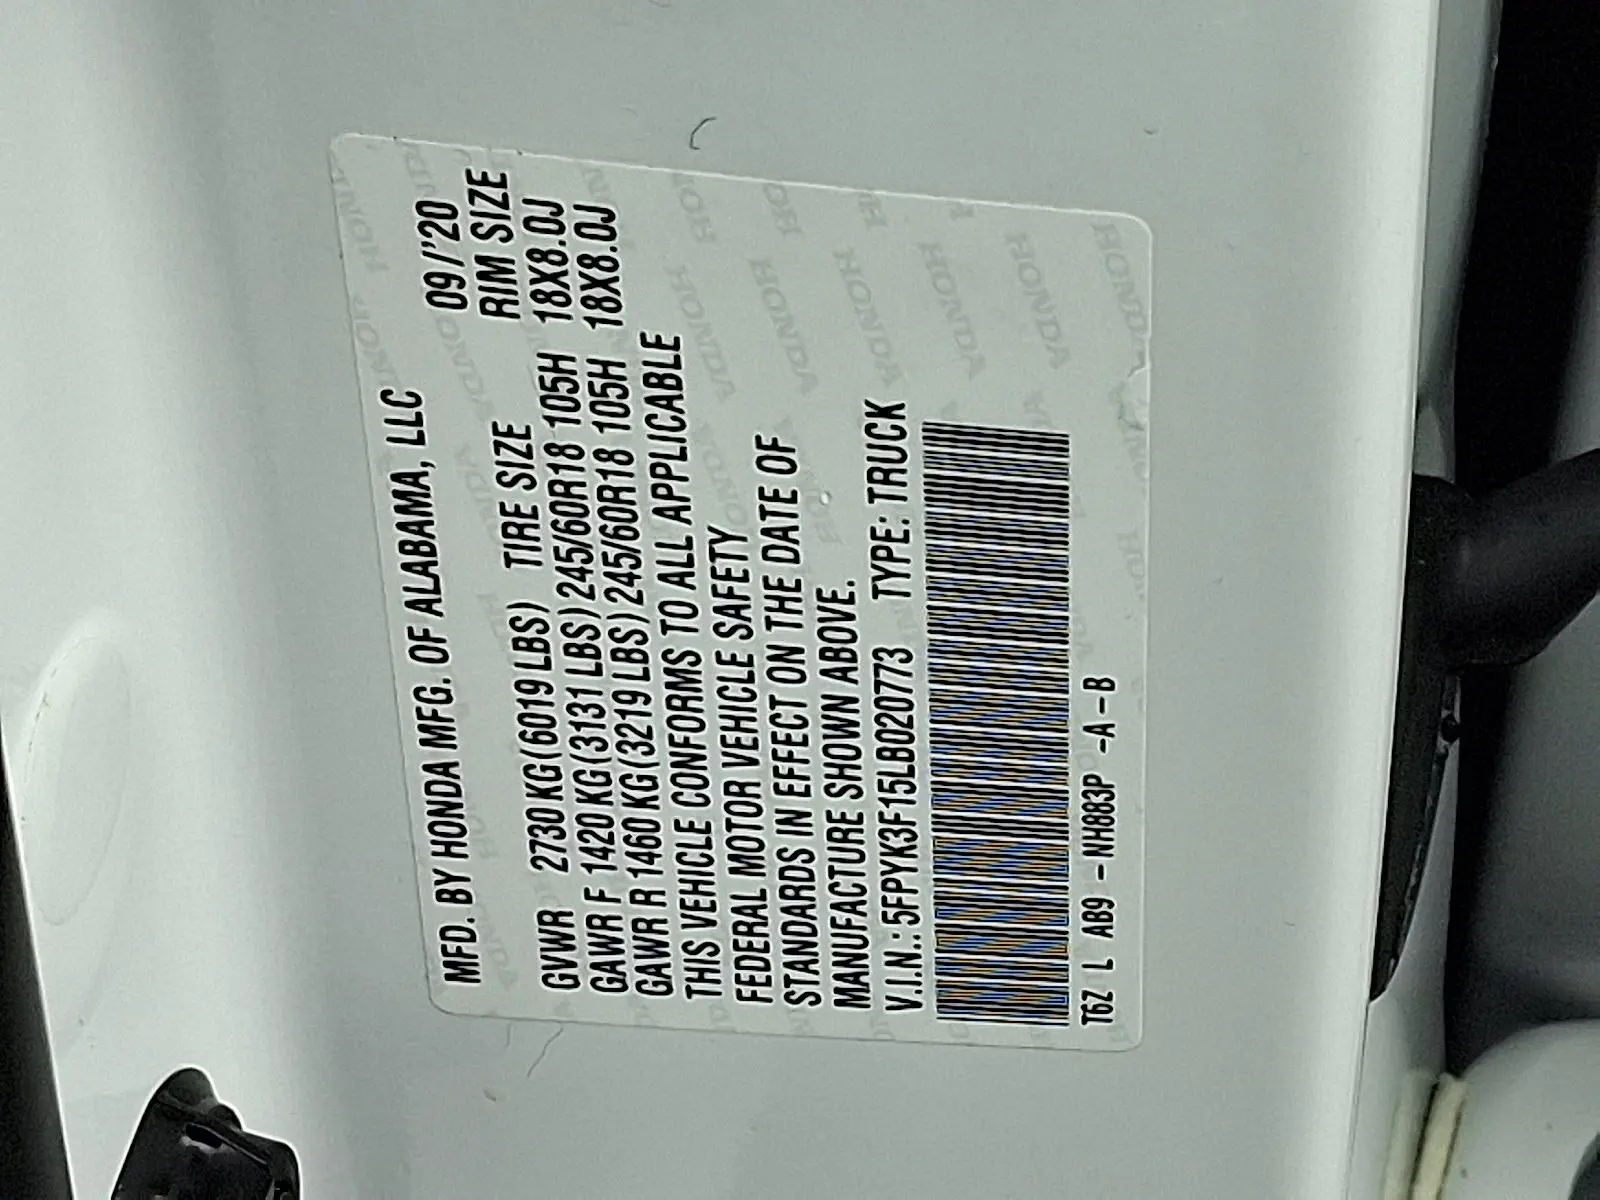 MFD. BY HONDA MFG. OF ALABAMA, LLC 09/'20
GVWR 2730 KG (6019 LBS) TIRE SIZE RIM SIZE
GAWR F 1420 KG (3131 LBS) 245/60R18 105H 18X8.0J
GAWR R 1460 KG (3219 LBS) 245/60R18 105H 18X8.0J
THIS VEHICLE CONFORMS TO ALL APPLICABLE
FEDERAL MOTOR VEHICLE SAFETY
STANDARDS IN EFFECT ON THE DATE OF
MANUFACTURE SHOWN ABOVE.
V.I.N.: 5FPYK3F15LB020773 TYPE: TRUCK
T6Z L AB9 -NH883P -A-B